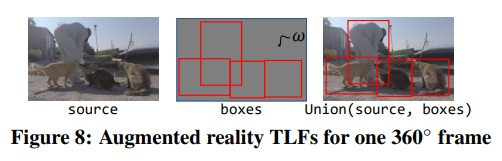 ω
source
boxes
Union(source, boxes)
Figure 8: Augmented reality TLFs for one 360° frame